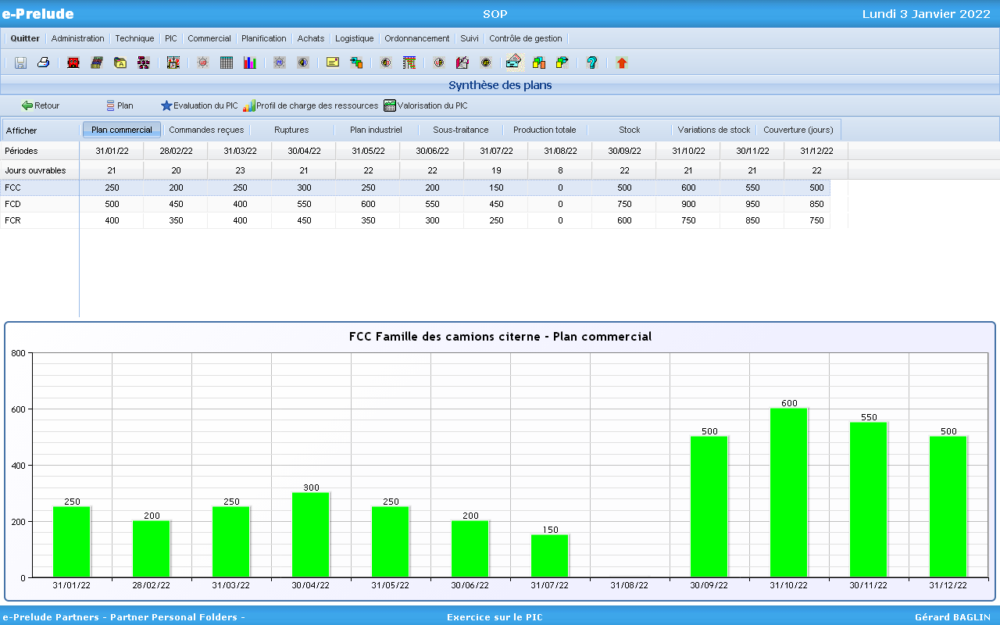 e-Prelude SOP Lundi 3 Janvier 2022
Quitter Administration Technique PIC Commercial Planification Achats Logistique Ordonnancement Suivi Contrôle de gestion
Synthèse des plans
Retour Plan Evaluation du PIC Profil de charge des ressources Valorisation du PIC
Afficher Plan commercial Commandes reçues Ruptures Plan industriel Sous-traitance Production totale Stock Variations de stock Couverture (jours)
Périodes 31/01/22 28/02/22 31/03/22 30/04/22 31/05/22 30/06/22 31/07/22 31/08/22 30/09/22 31/10/22 30/11/22 31/12/22
Jours ouvrables 21 20 23 21 22 22 19 8 22 21 21 22
FCC 250 200 250 300 250 200 150 0 500 600 550 500
FCD 500 450 400 550 600 550 450 0 750 900 950 850
FCR 400 350 400 450 350 300 250 0 600 750 850 750
FCC Famille des camions citerne - Plan commercial
800
600
400
200
0
250 200 250 300 250 200 150 500 600 550 500
31/01/22 28/02/22 31/03/22 30/04/22 31/05/22 30/06/22 31/07/22 31/08/22 30/09/22 31/10/22 30/11/22 31/12/22
e-Prelude Partners - Partner Personal Folders - Exercice sur le PIC Gérard BAGLIN